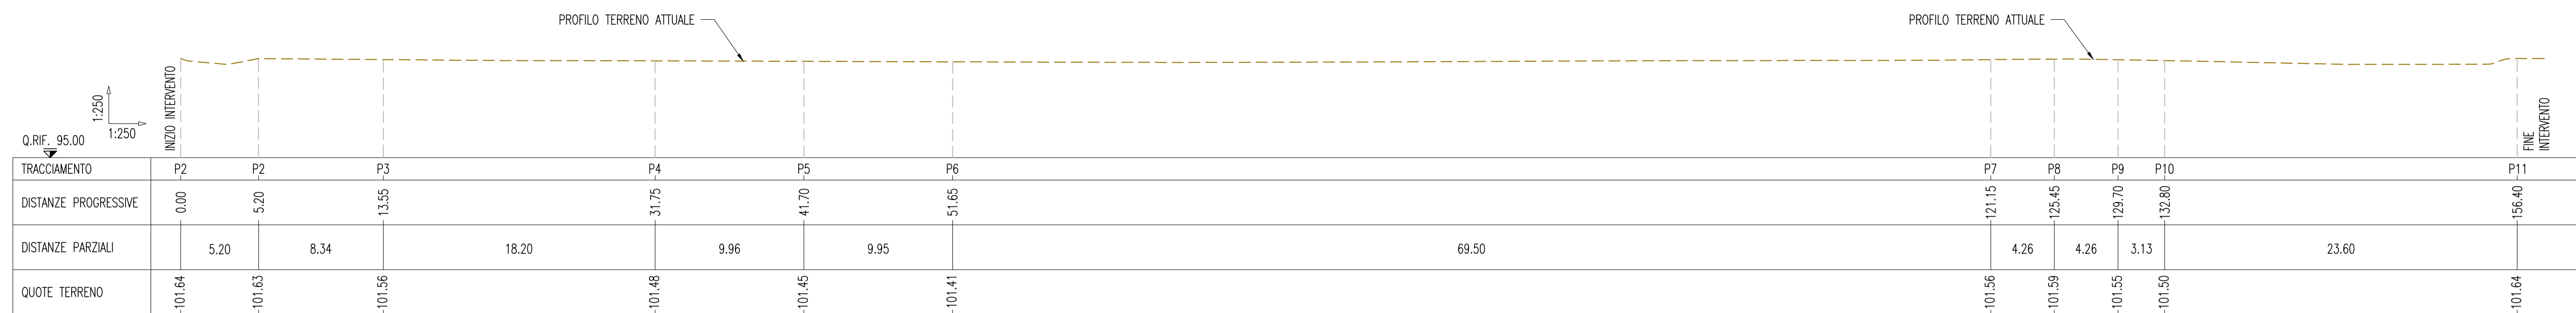 PROFILO TERRENO ATTUALE
PROFILO TERRENO ATTUALE
INIZIO INTERVENTO
1:250
1:250
Q.RIF. 95.00
FINE
INTERVENTO
TRACCIAMENTO P2 P2 P3 P4 P5 P6 P7 P8 P9 P10 P11
DISTANZE PROGRESSIVE 0.00 5.20 13.55 31.75 41.70 51.65 121.15 125.45 129.70 132.80 156.40
DISTANZE PARZIALI 5.20 8.34 18.20 9.96 9.95 69.50 4.26 4.26 3.13 23.60
QUOTE TERRENO 101.64 101.63 101.56 101.48 101.45 101.41 101.56 101.59 101.55 101.50 101.64